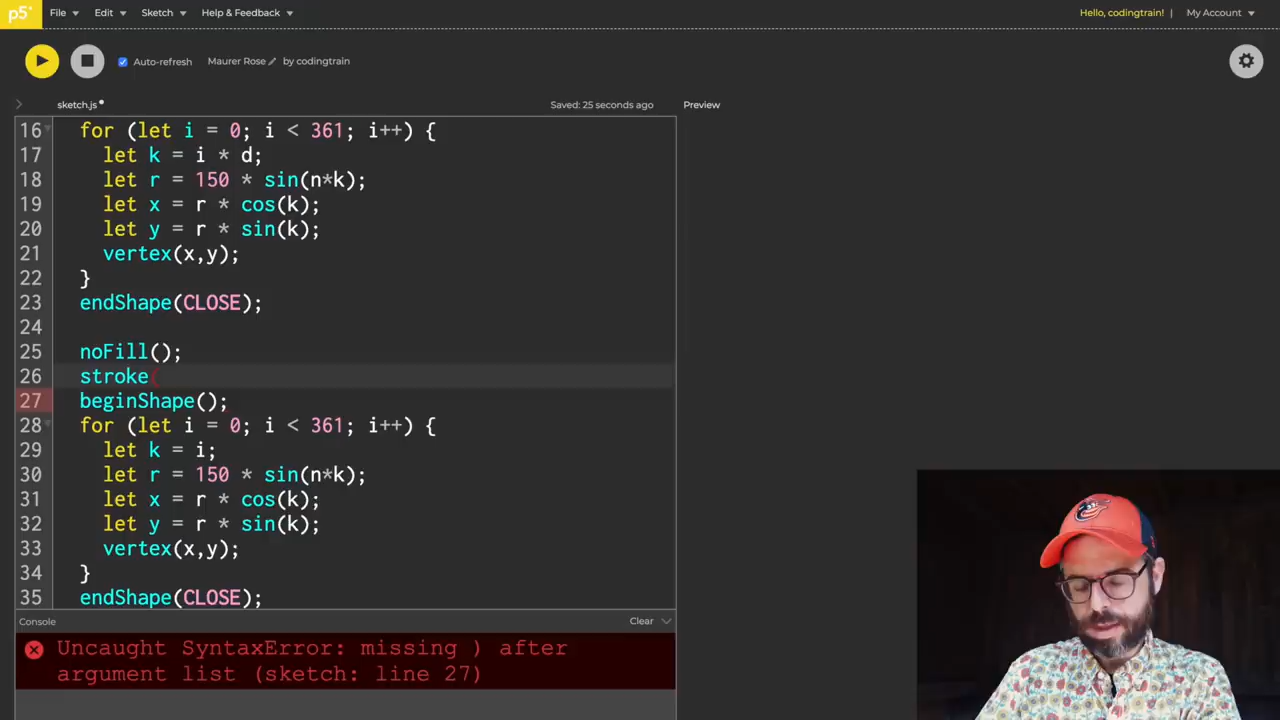 p5*
File Edit Sketch Help & Feedback Hello, codingtrain! My Account
Auto-refresh Maurer Rose by codingtrain
sketch.js Saved: 25 seconds ago Preview
16 for (let i = 0; i < 361; i++) {
17 let k = i * d;
18 let r = 150 * sin(n*k);
19 let x = r * cos(k);
20 let y = r * sin(k);
21 vertex(x,y);
22 }
23 endShape(CLOSE);
24
25 noFill();
26 stroke(
27 beginShape();
28 for (let i = 0; i < 361; i++) {
29 let k = i;
30 let r = 150 * sin(n*k);
31 let x = r * cos(k);
32 let y = r * sin(k);
33 vertex(x,y);
34 }
35 endShape(CLOSE);
Console Clear
Uncaught SyntaxError: missing ) after
argument list (sketch: line 27)